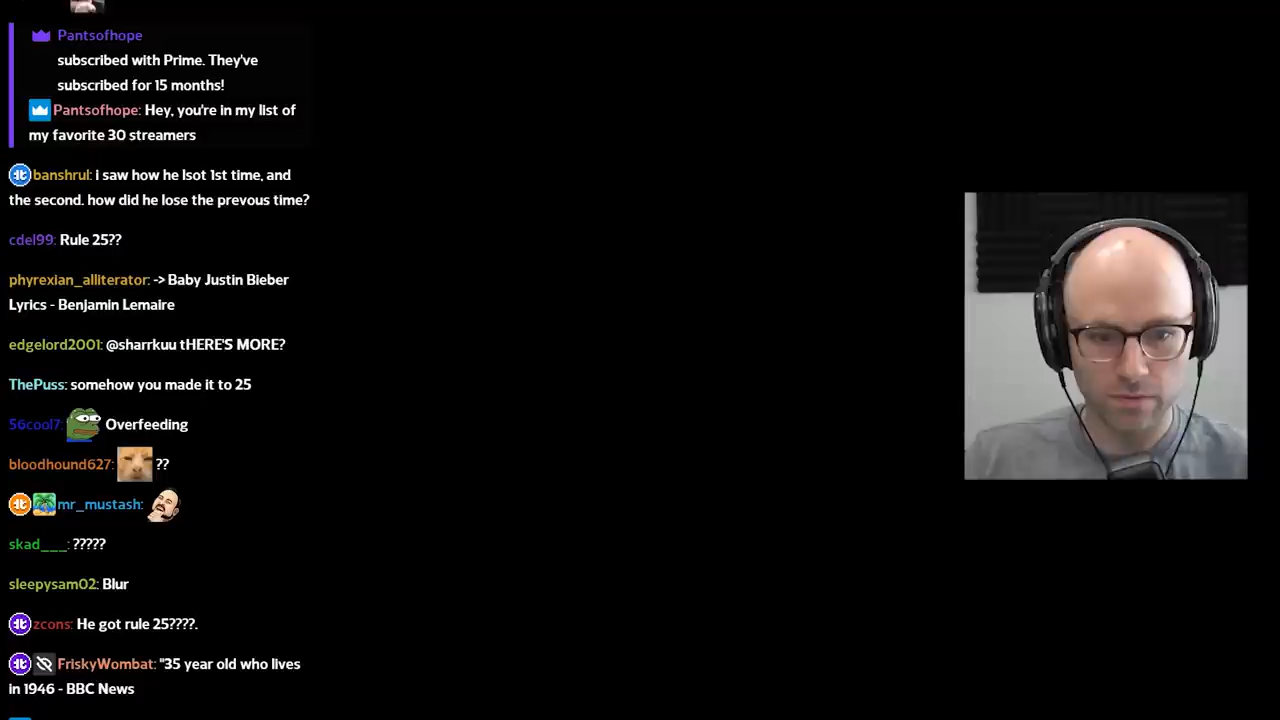 Pantsofhope
subscribed with Prime. They've
subscribed for 15 months!
Pantsofhope: Hey, you're in my list of
my favorite 30 streamers
banshrul: i saw how he lsot 1st time, and
the second. how did he lose the prevous time?
cdel99: Rule 25??
phyrexian_alliterator: -> Baby Justin Bieber
Lyrics - Benjamin Lemaire
edgelord2001: @sharrkuu tHERE'S MORE?
ThePuss: somehow you made it to 25
56cool7: Overfeeding
bloodhound627: ??
mr_mustash:
skad___: ?????
sleepysam02: Blur
zcons: He got rule 25????.
FriskyWombat: "35 year old who lives
in 1946 - BBC News